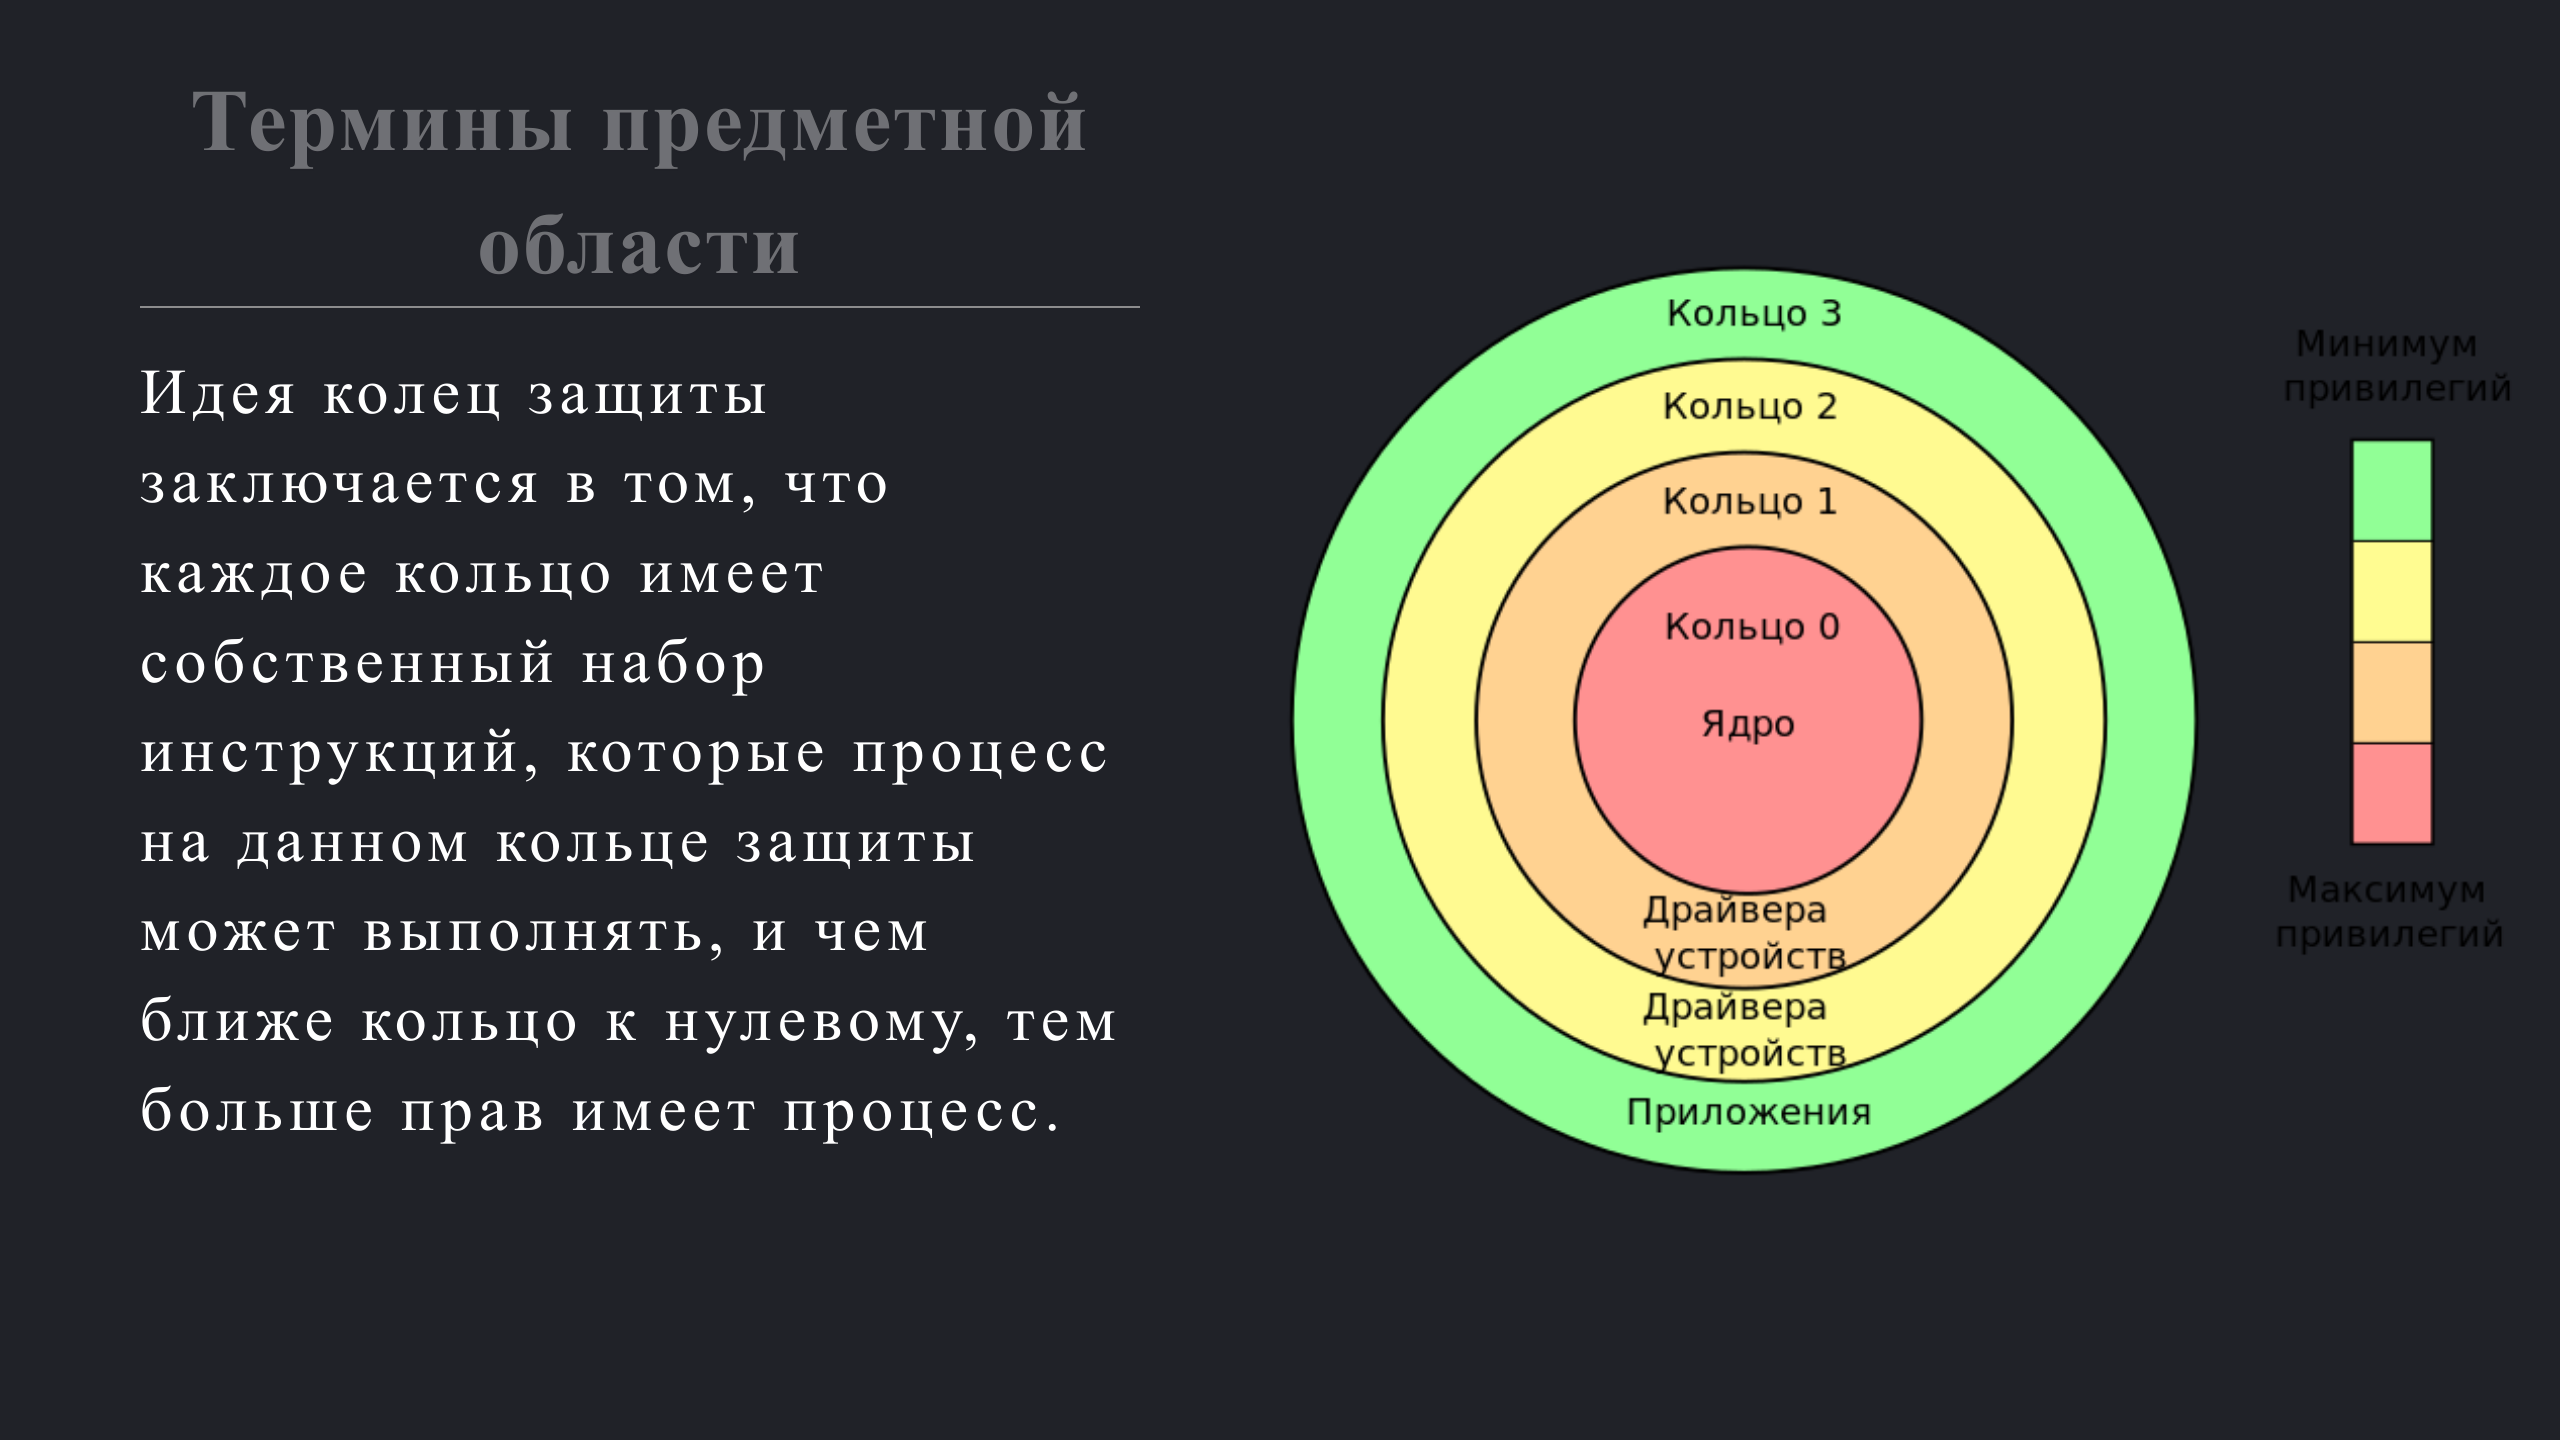 Термины предметной
области
Идея колец защиты
заключается в том, что
каждое кольцо имеет
собственный набор
инструкций, которые процесс
на данном кольце защиты
может выполнять, и чем
ближе кольцо к нулевому, тем
больше прав имеет процесс.
Кольцо 3
Кольцо 2
Кольцо 1
Кольцо 0
Ядро
Драйвера
устройств
Драйвера
устройств
Приложения
Минимум
привилегий
Максимум
привилегий